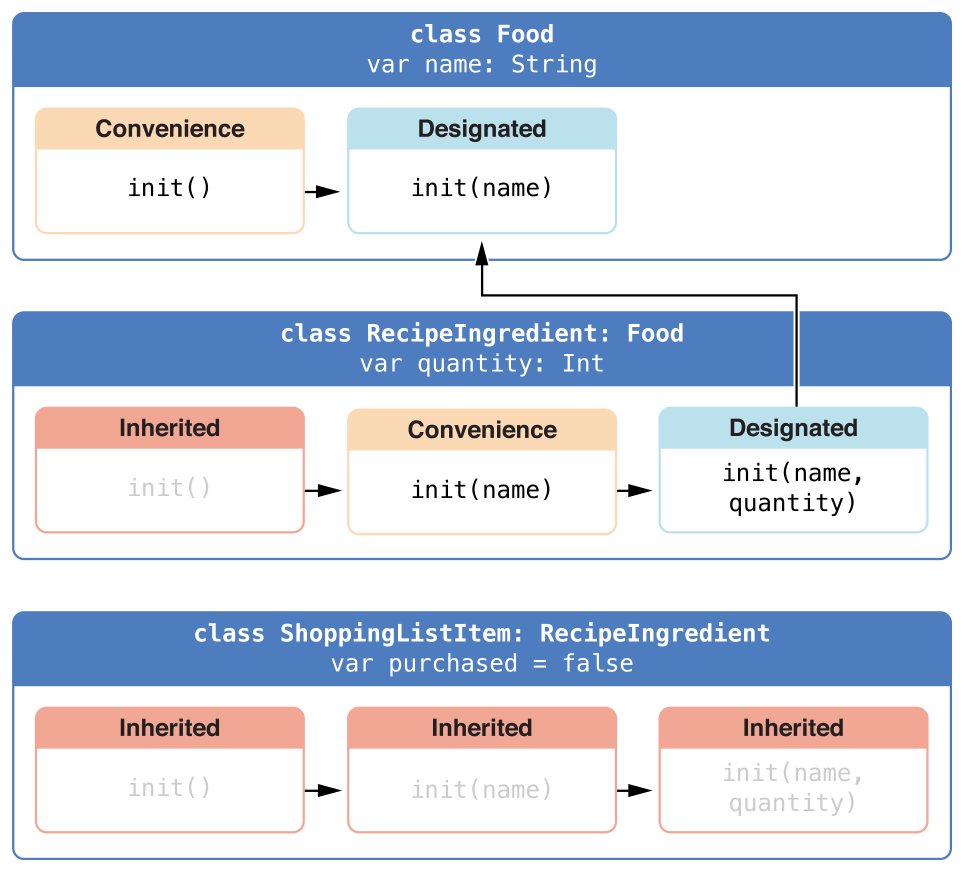 class Food
var name: String
Convenience
Designated
init()
init(name)
class RecipeIngredient: Food
var quantity: Int
Inherited
Convenience
Designated
init()
init(name)
init(name,
quantity)
class ShoppingListItem: RecipeIngredient
var purchased = false
Inherited
Inherited
Inherited
init()
init(name)
init(name,
quantity)